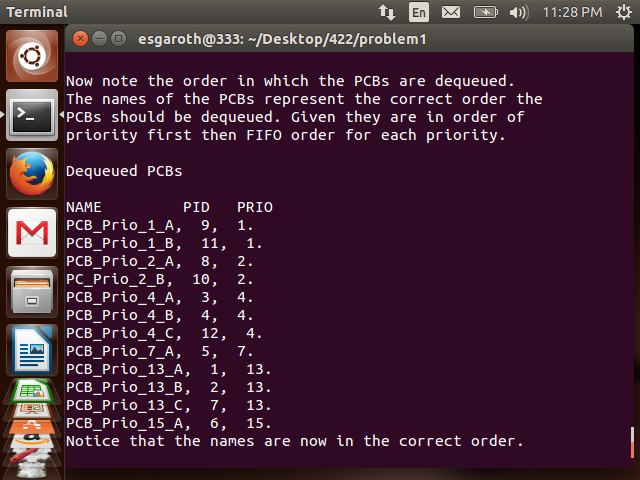 Terminal
En
11:28 PM
esgaroth@333: ~/Desktop/422/problem1
Now note the order in which the PCBs are dequeued.
The names of the PCBs represent the correct order the
PCBs should be dequeued. Given they are in order of
priority first then FIFO order for each priority.
Dequeued PCBs
NAME PID PRIO
PCB_Prio_1_A, 9, 1.
PCB_Prio_1_B, 11, 1.
PCB_Prio_2_A, 8, 2.
PC_Prio_2_B, 10, 2.
PCB_Prio_4_A, 3, 4.
PCB_Prio_4_B, 4, 4.
PCB_Prio_4_C, 12, 4.
PCB_Prio_7_A, 5, 7.
PCB_Prio_13_A, 1, 13.
PCB_Prio_13_B, 2, 13.
PCB_Prio_13_C, 7, 13.
PCB_Prio_15_A, 6, 15.
Notice that the names are now in the correct order.